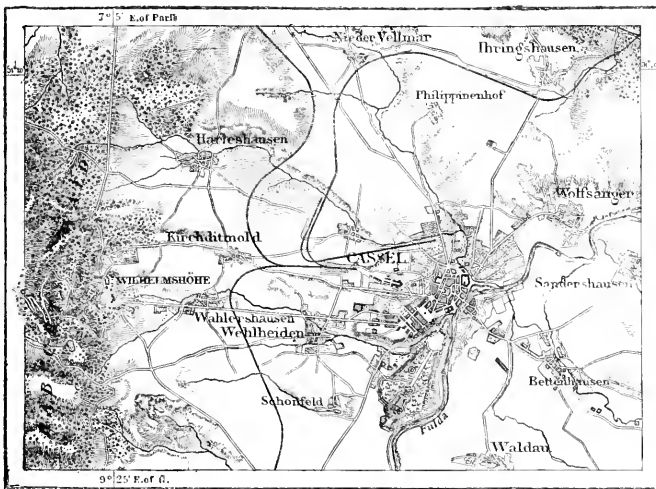 7° 5' E. of Paris
Nieder Vellmar
Ihringshausen
Philippinenhof
Harleshausen
Wolfsanger
Kirchditmold
CASSEL
WILHELMSHÖHE
Sandershausen
Wahlershausen
Wehlheiden
Bettenhausen
Schönfeld
Fulda
Waldau
9° 25' E. of G.